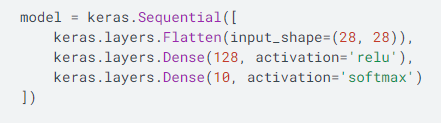 model = keras.Sequential([
    keras.layers.Flatten(input_shape=(28, 28)),
    keras.layers.Dense(128, activation='relu'),
    keras.layers.Dense(10, activation='softmax')
])